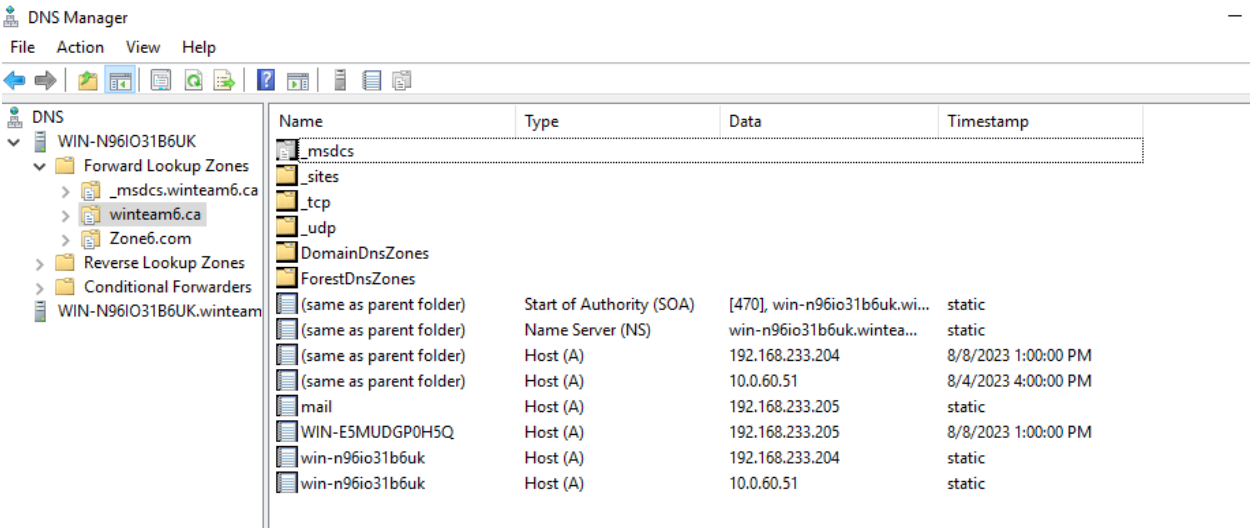 DNS Manager
File Action View Help
DNS
WIN-N96IO31B6UK
Forward Lookup Zones
_msdcs.winteam6.ca
winteam6.ca
Zone6.com
Reverse Lookup Zones
Conditional Forwarders
WIN-N96IO31B6UK.winteam
Name Type Data Timestamp
_msdcs
_sites
_tcp
_udp
DomainDnsZones
ForestDnsZones
(same as parent folder) Start of Authority (SOA) [470], win-n96io31b6uk.wi... static
(same as parent folder) Name Server (NS) win-n96io31b6uk.wintea... static
(same as parent folder) Host (A) 192.168.233.204 8/8/2023 1:00:00 PM
(same as parent folder) Host (A) 10.0.60.51 8/4/2023 4:00:00 PM
mail Host (A) 192.168.233.205 static
WIN-E5MUDGP0H5Q Host (A) 192.168.233.205 8/8/2023 1:00:00 PM
win-n96io31b6uk Host (A) 192.168.233.204 static
win-n96io31b6uk Host (A) 10.0.60.51 static